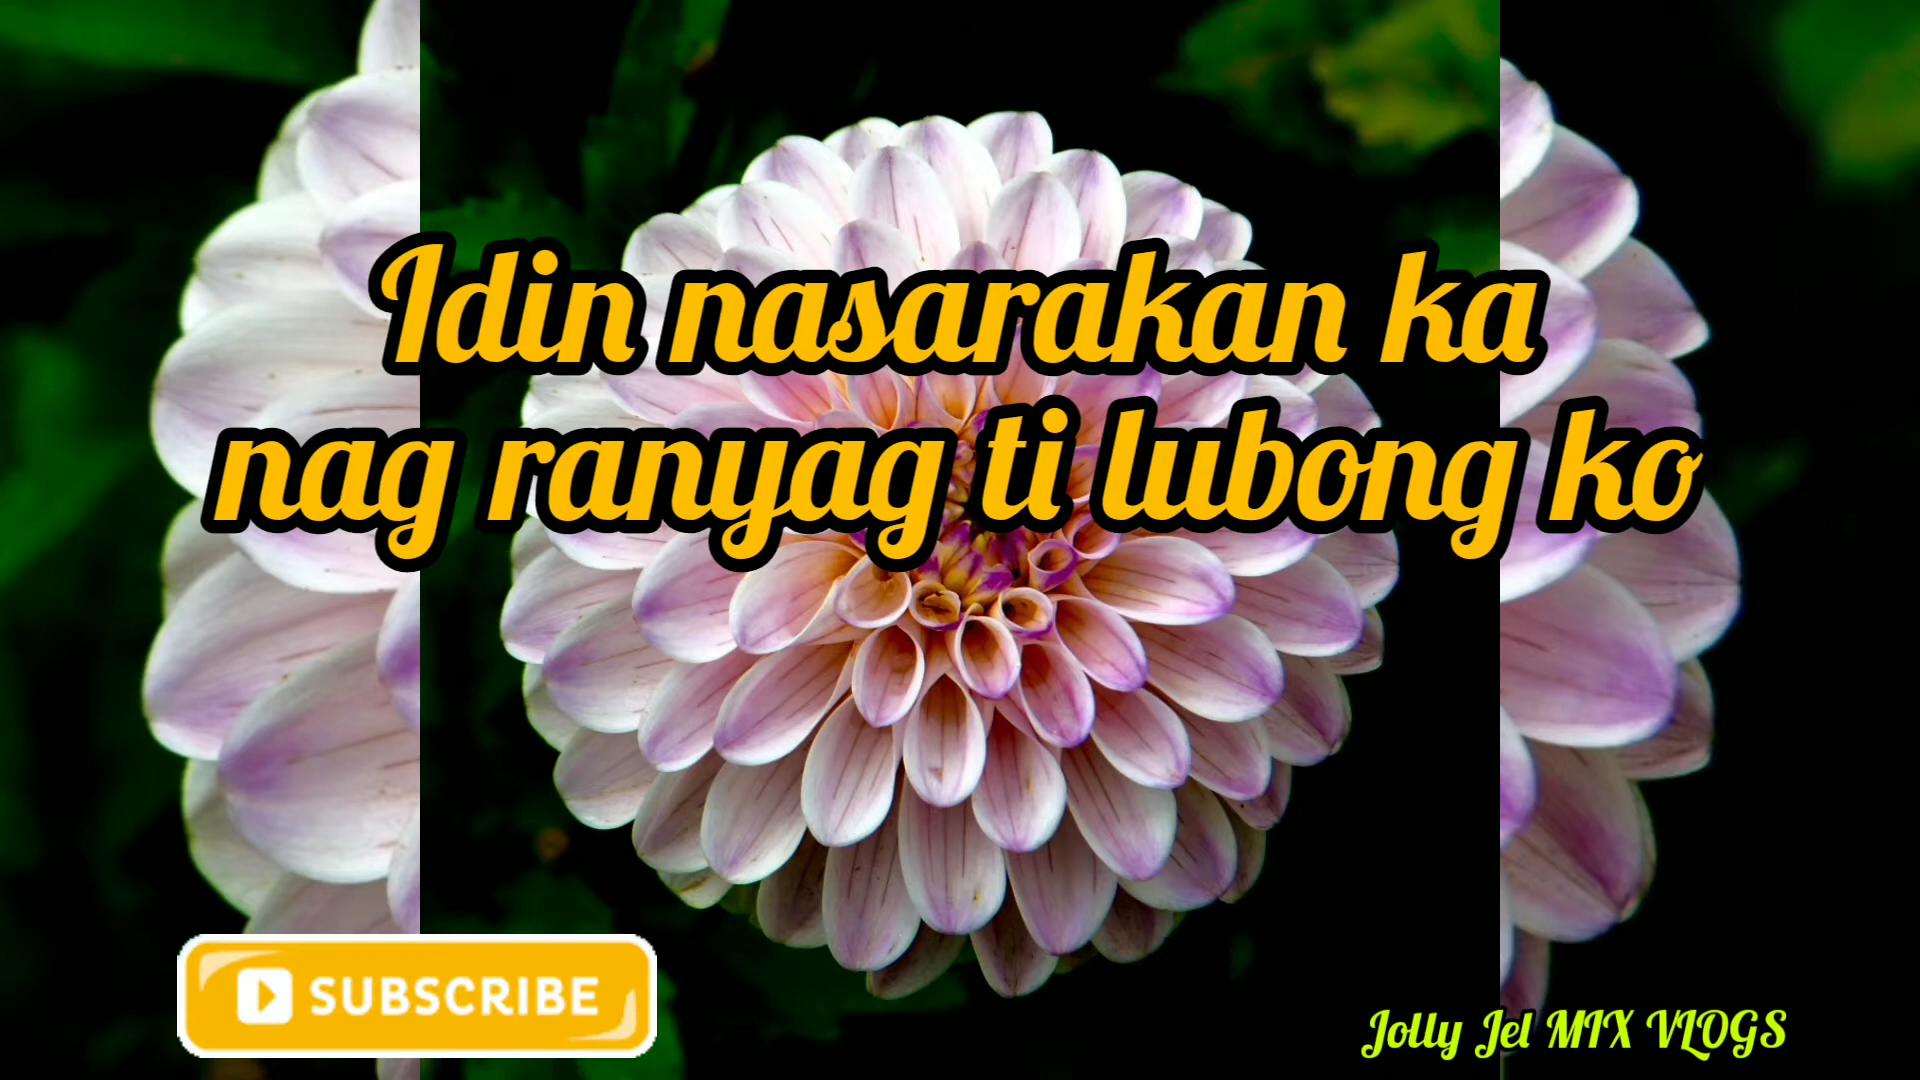 Idin nasarakan ka
nag ranyag ti lubong ko
SUBSCRIBE
Jolly Jel MIX VLOGS